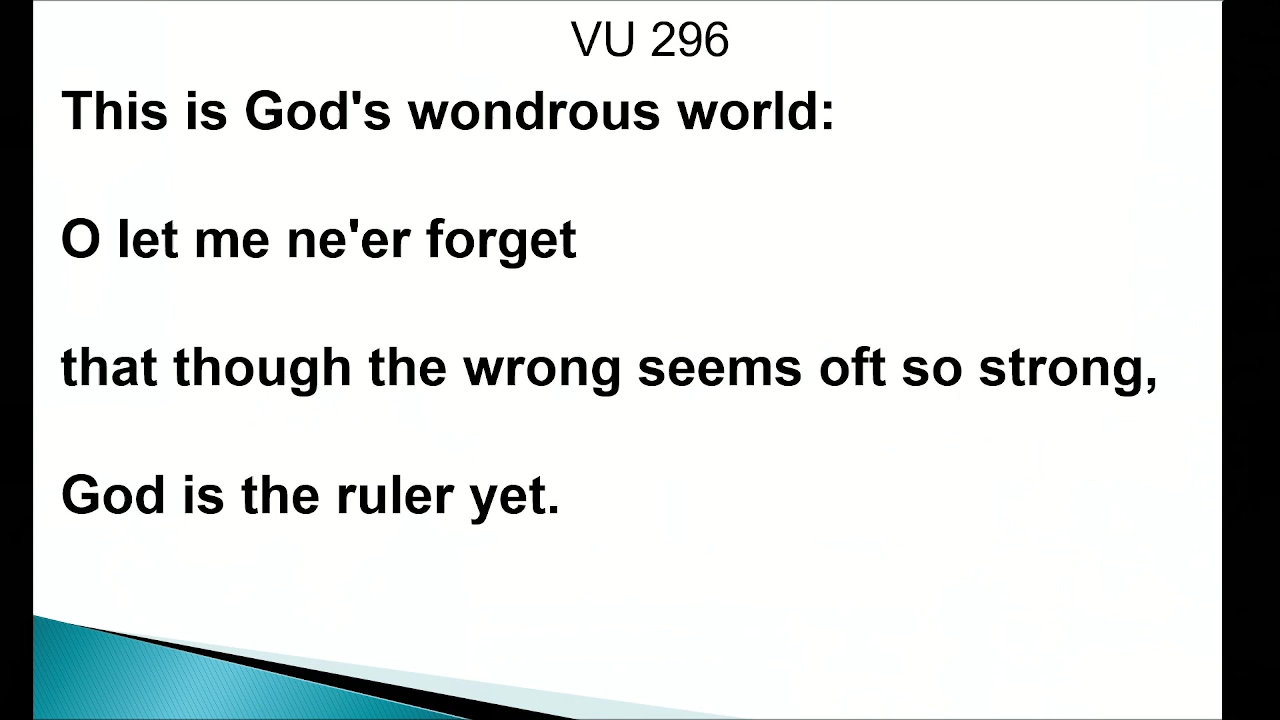 VU 296
This is God's wondrous world:
O let me ne'er forget
that though the wrong seems oft so strong,
God is the ruler yet.